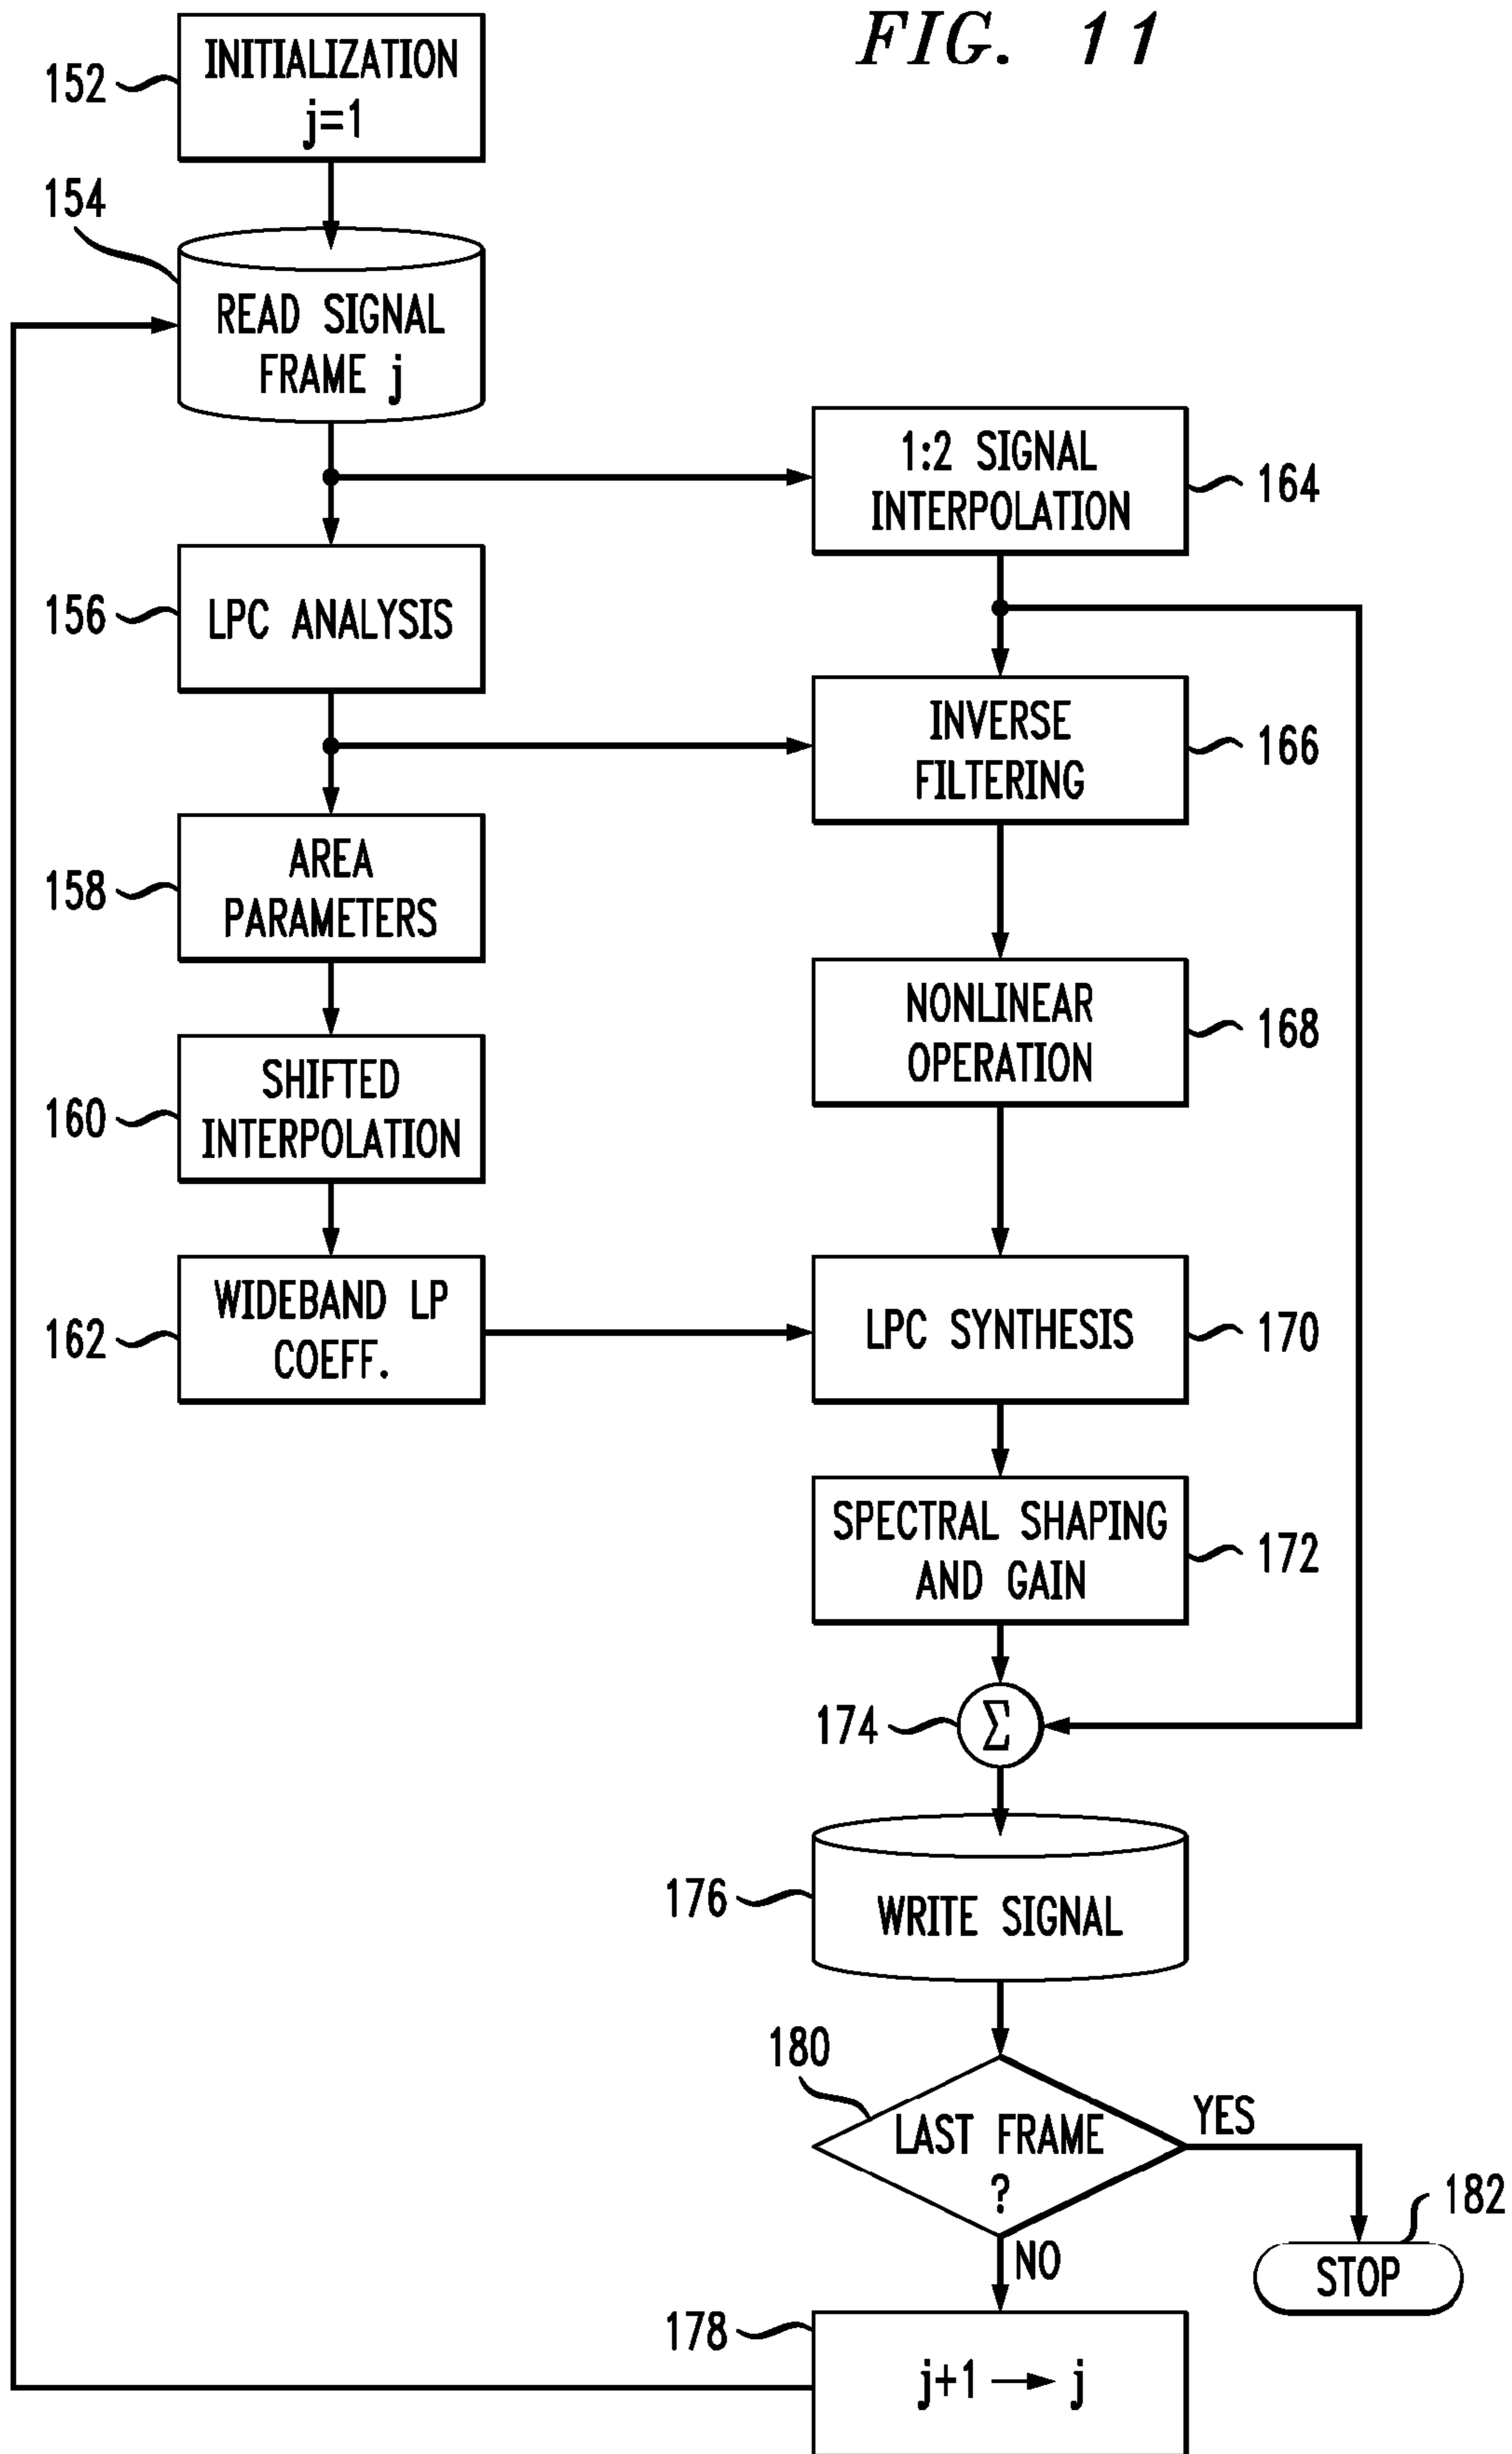 FIG. 11
152
INITIALIZATION
j=1
154
READ SIGNAL
FRAME j
1:2 SIGNAL
INTERPOLATION
164
156
LPC ANALYSIS
INVERSE
FILTERING
166
158
AREA
PARAMETERS
NONLINEAR
OPERATION
168
160
SHIFTED
INTERPOLATION
162
WIDEBAND LP
COEFF.
LPC SYNTHESIS
170
SPECTRAL SHAPING
AND GAIN
172
174
Σ
176
WRITE SIGNAL
180
LAST FRAME
?
YES
182
STOP
NO
178
j+1 → j